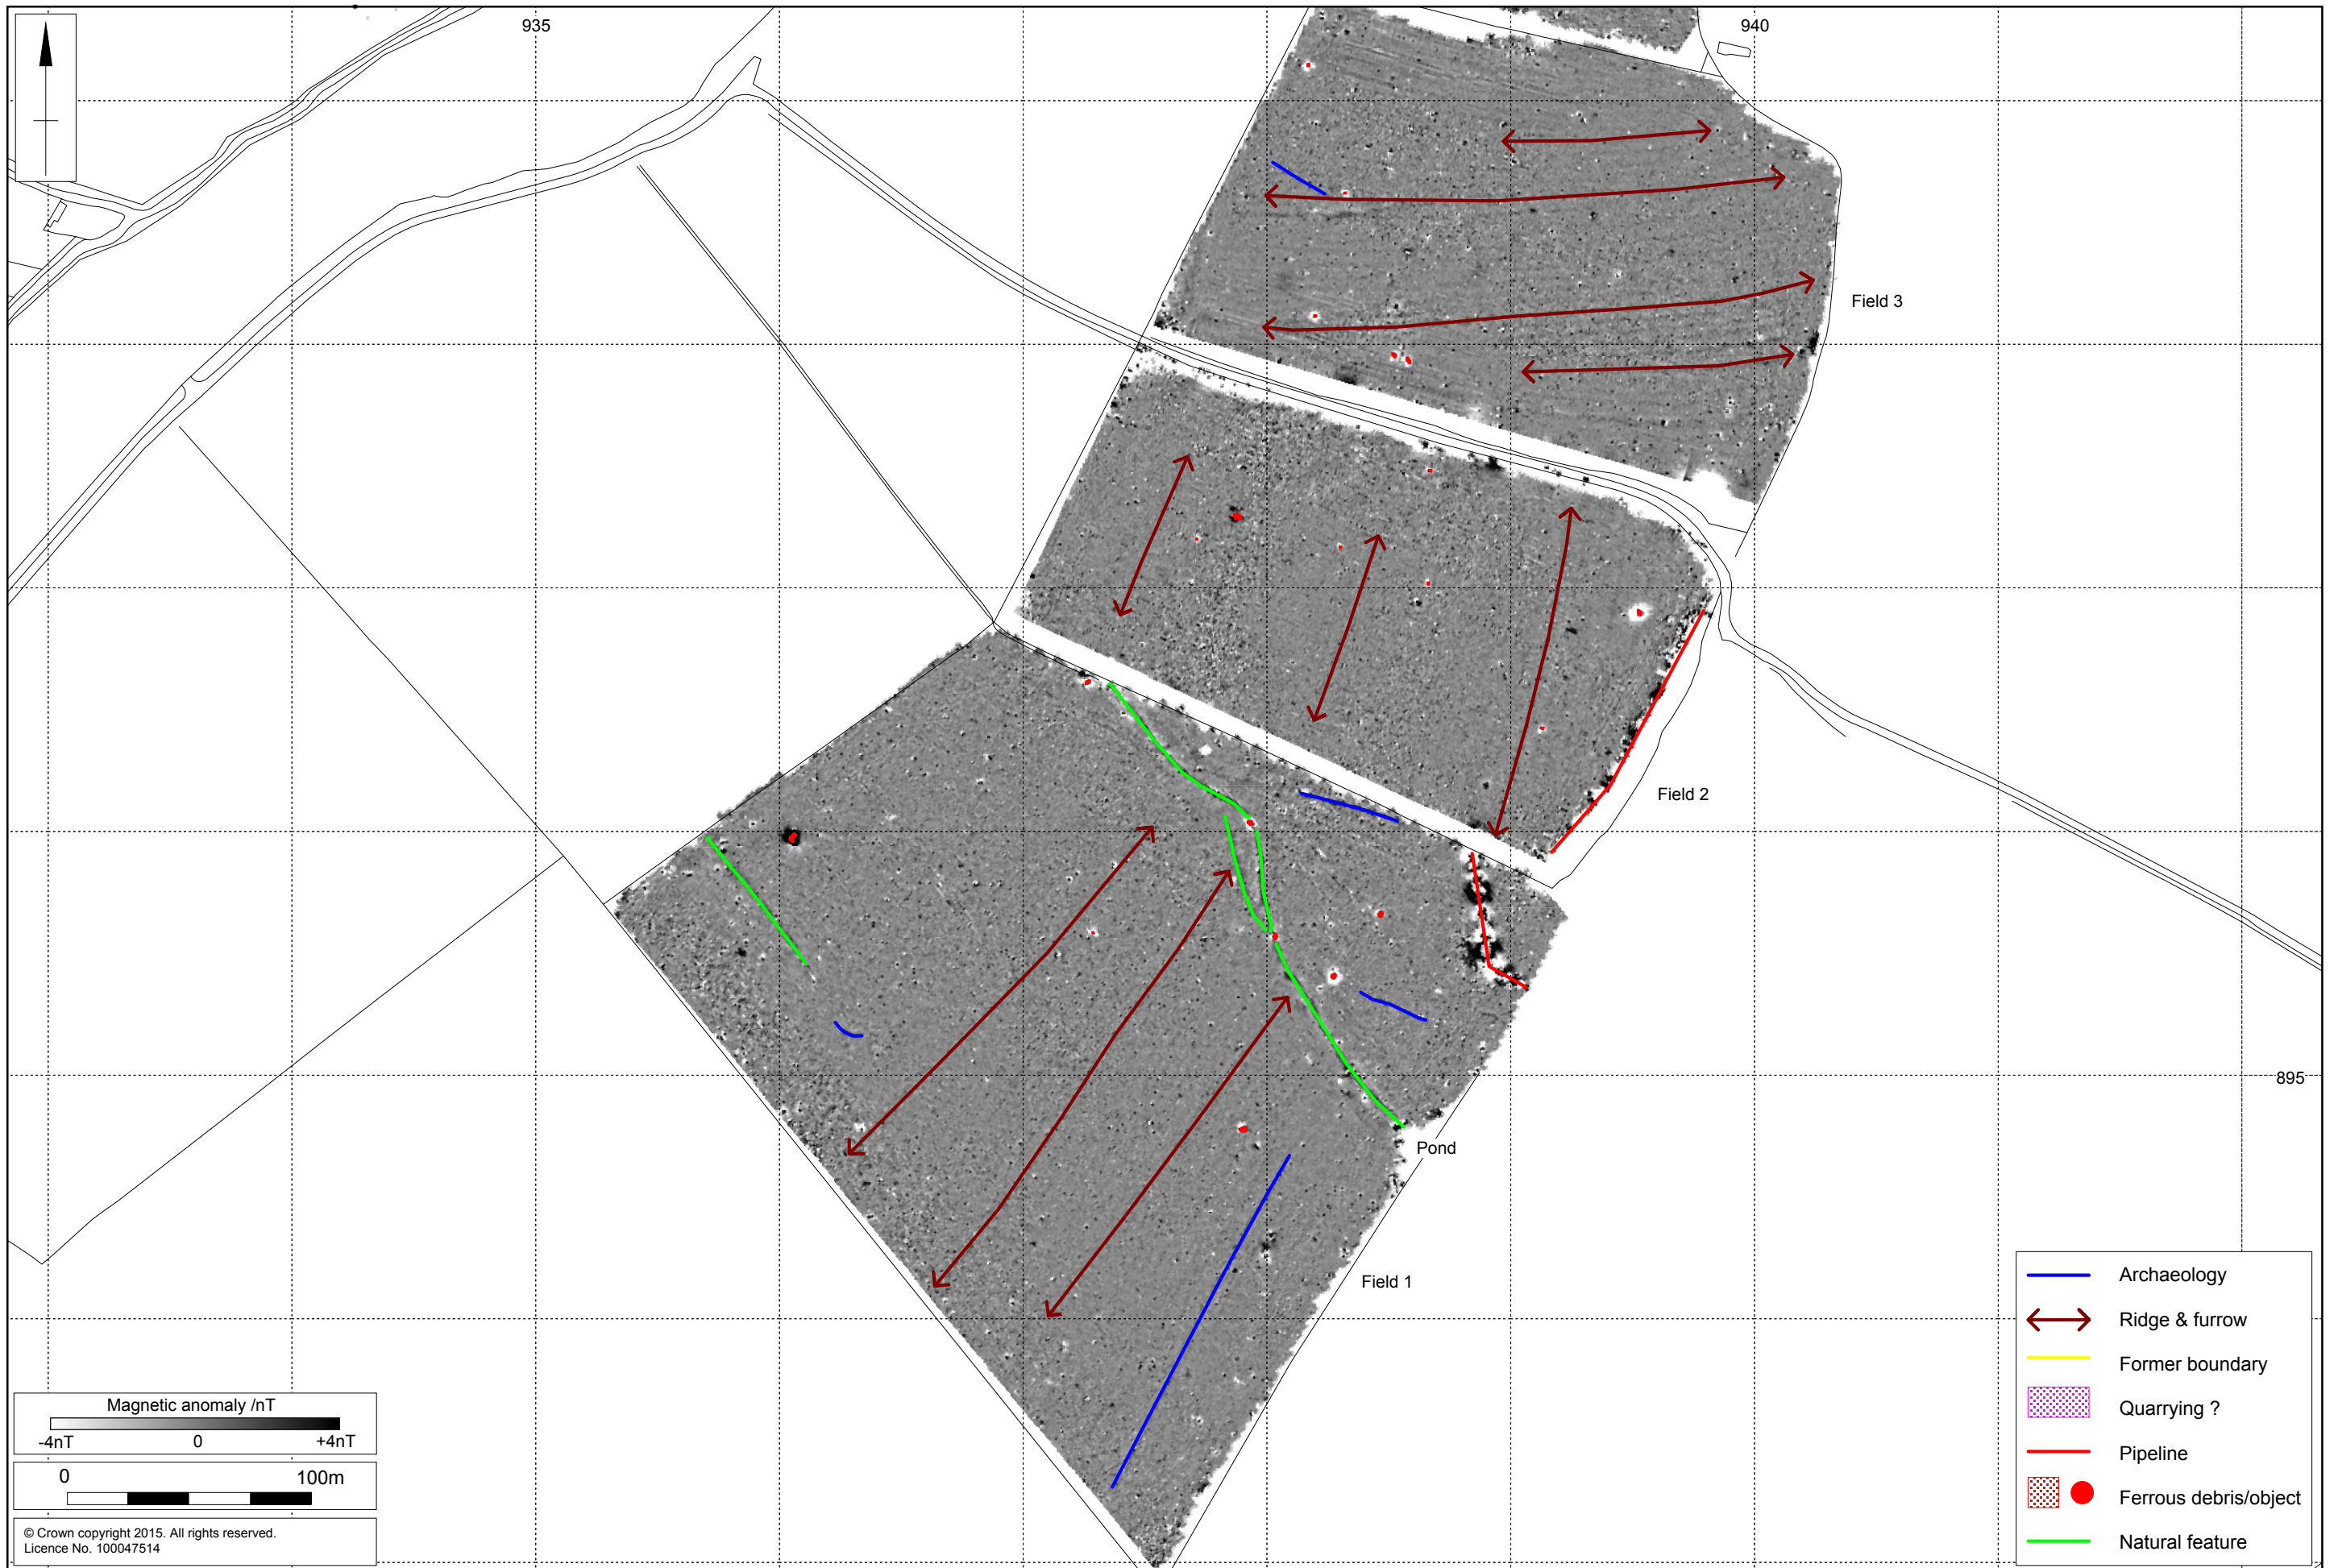 935
940
Field 3
Field 2
895
Pond
Field 1
Archaeology
Ridge & furrow
Former boundary
Quarrying ?
Pipeline
Ferrous debris/object
Natural feature
Magnetic anomaly /nT
-4nT 0 +4nT
0 100m
© Crown copyright 2015. All rights reserved.
Licence No. 100047514